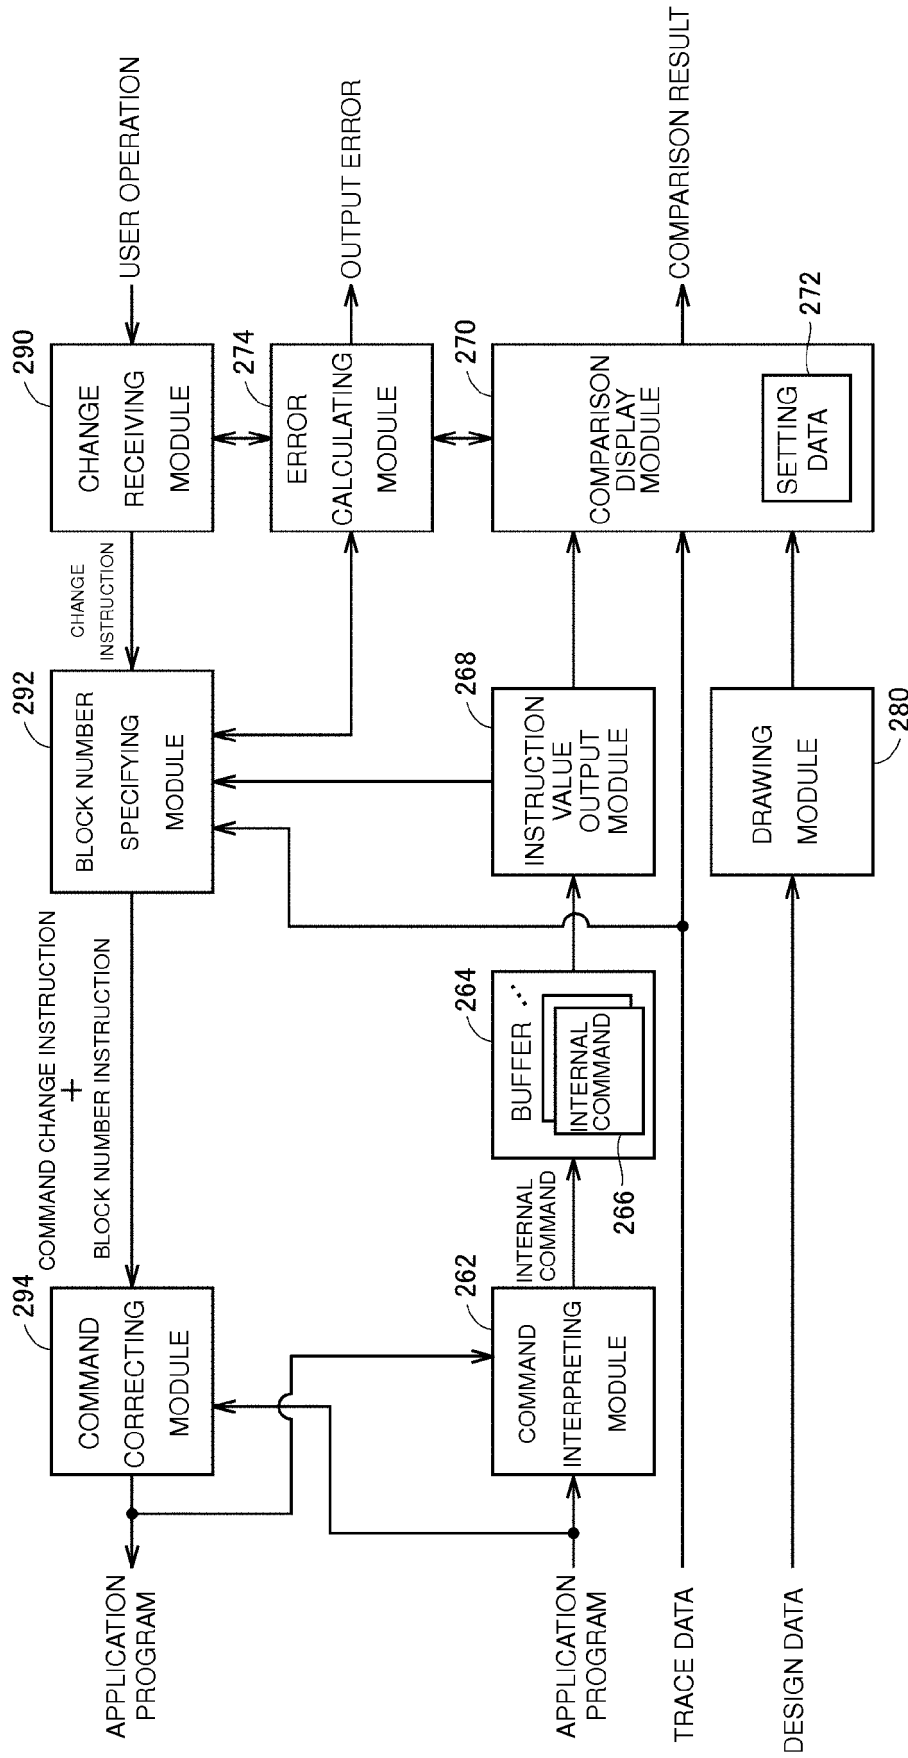 294
COMMAND
CORRECTING
MODULE
COMMAND CHANGE INSTRUCTION
+
BLOCK NUMBER INSTRUCTION
292
BLOCK NUMBER
SPECIFYING
MODULE
CHANGE
INSTRUCTION
290
CHANGE
RECEIVING
MODULE
USER OPERATION
APPLICATION
PROGRAM
274
ERROR
CALCULATING
MODULE
OUTPUT ERROR
APPLICATION
PROGRAM
262
COMMAND
INTERPRETING
MODULE
INTERNAL
COMMAND
264
BUFFER
...
INTERNAL
COMMAND
266
268
INSTRUCTION
VALUE
OUTPUT
MODULE
270
COMPARISON
DISPLAY
MODULE
SETTING
DATA
272
COMPARISON RESULT
TRACE DATA
DESIGN DATA
DRAWING
MODULE
280